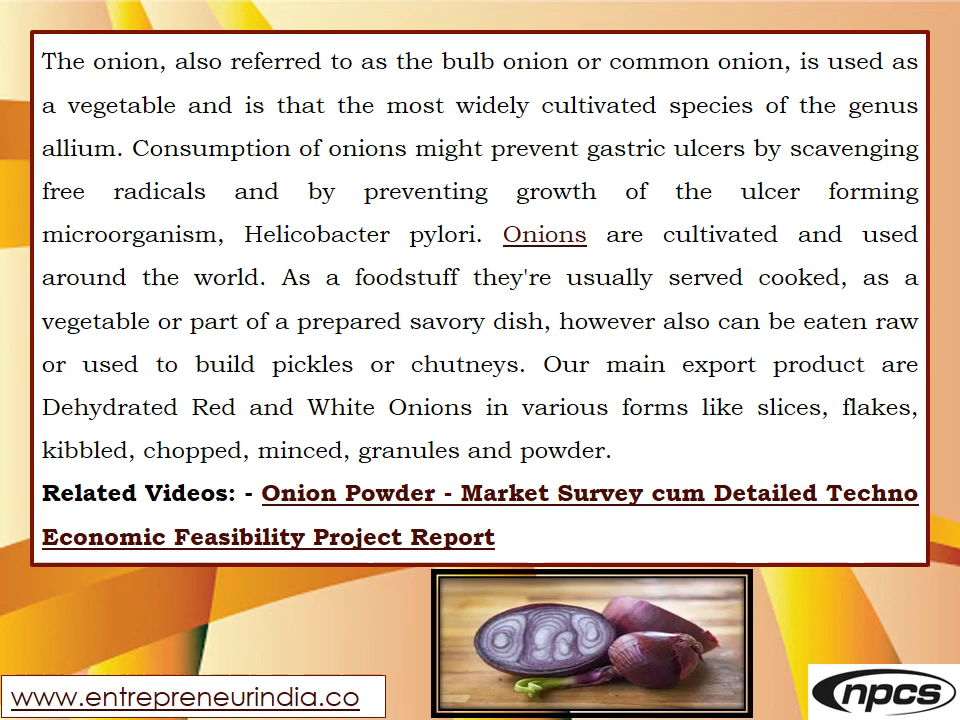 The onion, also referred to as the bulb onion or common onion, is used as
a vegetable and is that the most widely cultivated species of the genus
allium. Consumption of onions might prevent gastric ulcers by scavenging
free radicals and by preventing growth of the ulcer forming
microorganism, Helicobacter pylori. Onions are cultivated and used
around the world. As a foodstuff they're usually served cooked, as a
vegetable or part of a prepared savory dish, however also can be eaten raw
or used to build pickles or chutneys. Our main export product are
Dehydrated Red and White Onions in various forms like slices, flakes,
kibbled, chopped, minced, granules and powder.
Related Videos: - Onion Powder - Market Survey cum Detailed Techno
Economic Feasibility Project Report
www.entrepreneurindia.co
npcs